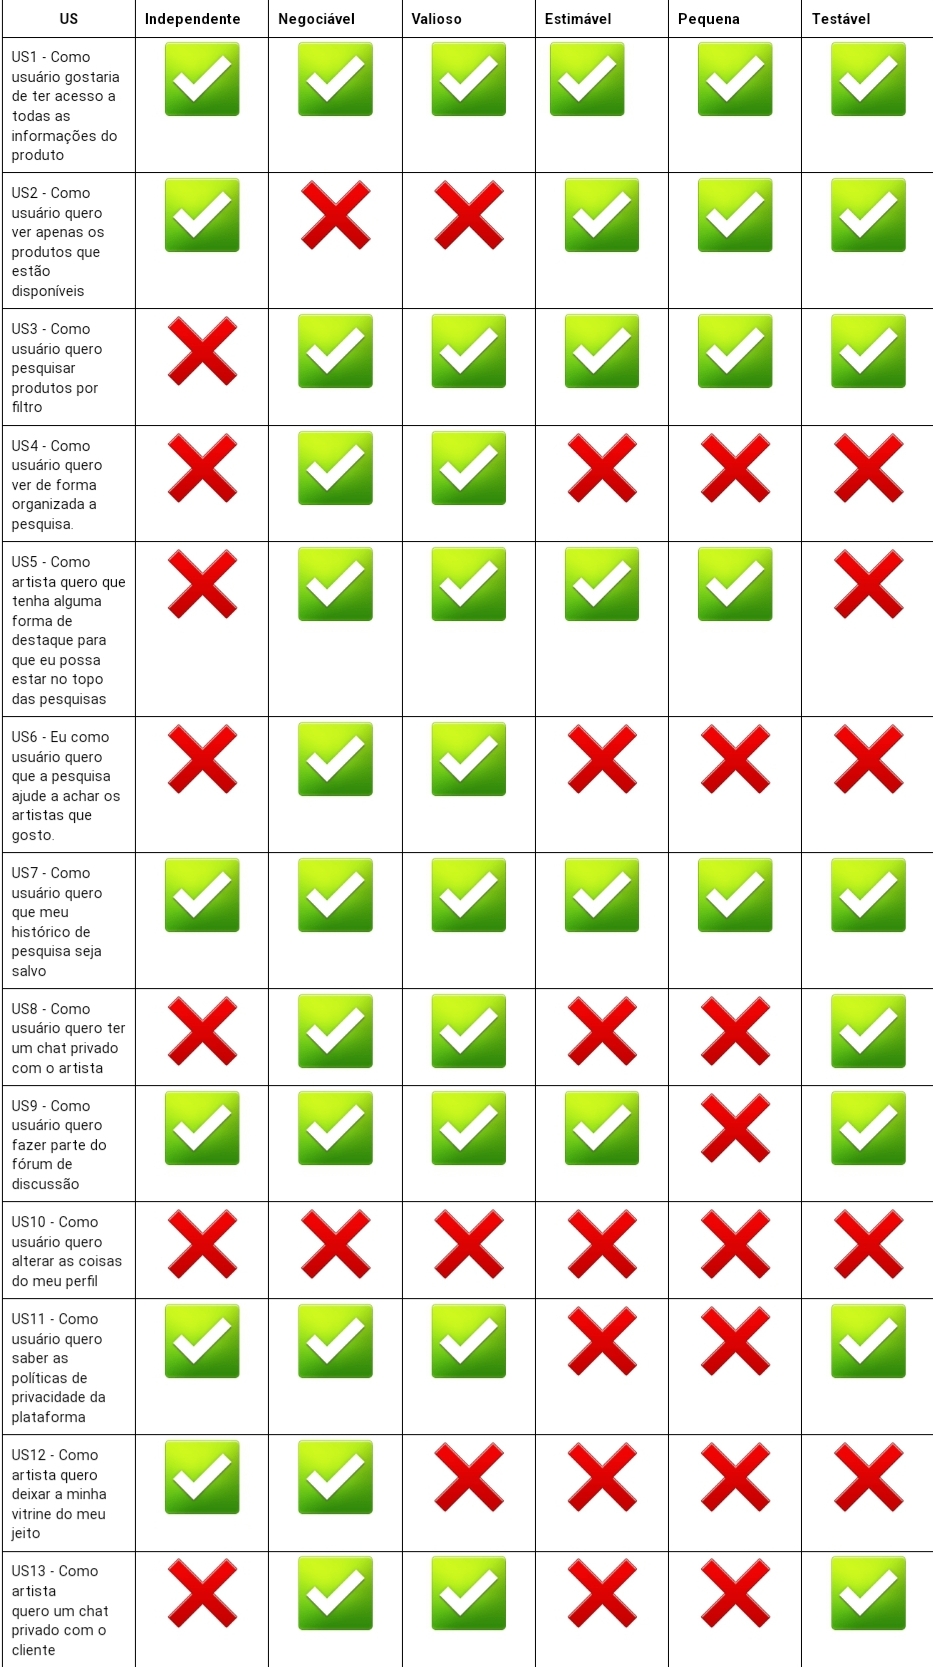 US Independente Negociável Valioso Estimável Pequena Testável
US1 - Como
usuário gostaria
de ter acesso a
todas as
informações do
produto
US2 - Como
usuário quero
ver apenas os
produtos que
estão
disponíveis
US3 - Como
usuário quero
pesquisar
produtos por
filtro
US4 - Como
usuário quero
ver de forma
organizada a
pesquisa.
US5 - Como
artista quero que
tenha alguma
forma de
destaque para
que eu possa
estar no topo
das pesquisas
US6 - Eu como
usuário quero
que a pesquisa
ajude a achar os
artistas que
gosto.
US7 - Como
usuário quero
que meu
histórico de
pesquisa seja
salvo
US8 - Como
usuário quero ter
um chat privado
com o artista
US9 - Como
usuário quero
fazer parte do
fórum de
discussão
US10 - Como
usuário quero
alterar as coisas
do meu perfil
US11 - Como
usuário quero
saber as
políticas de
privacidade da
plataforma
US12 - Como
artista quero
deixar a minha
vitrine do meu
jeito
US13 - Como
artista
quero um chat
privado com o
cliente